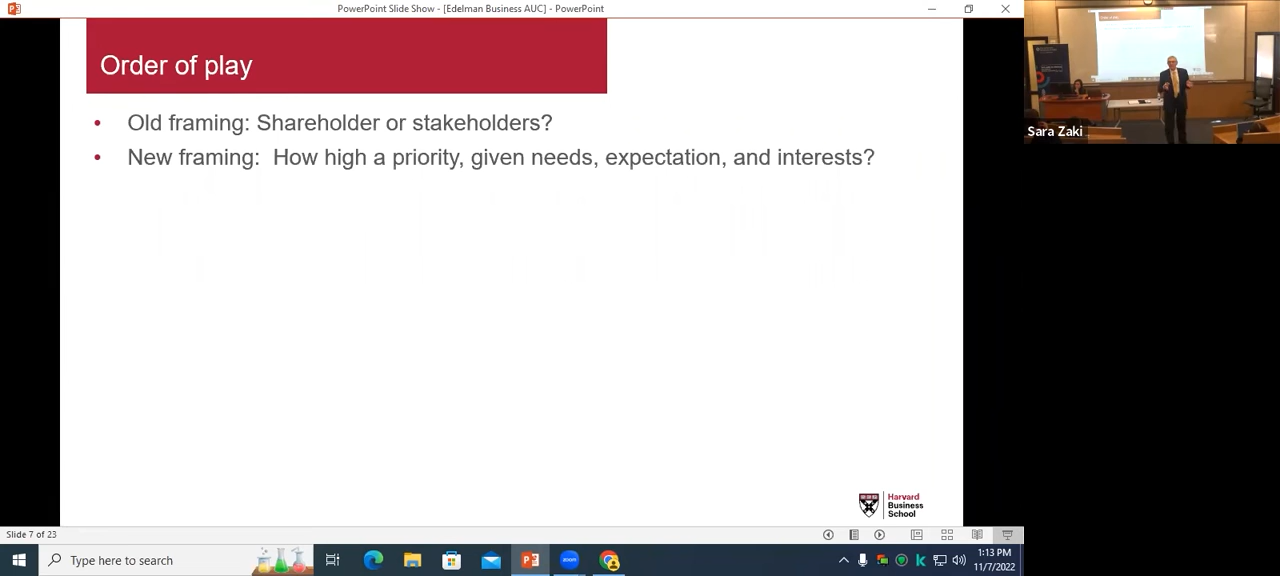 PowerPoint Slide Show - [Edelman Business AUC] - PowerPoint
Order of play
• Old framing: Shareholder or stakeholders?
• New framing: How high a priority, given needs, expectation, and interests?
Harvard
Business
School
Sara Zaki
Slide 7 of 23
Type here to search
zoom
1:13 PM
11/7/2022